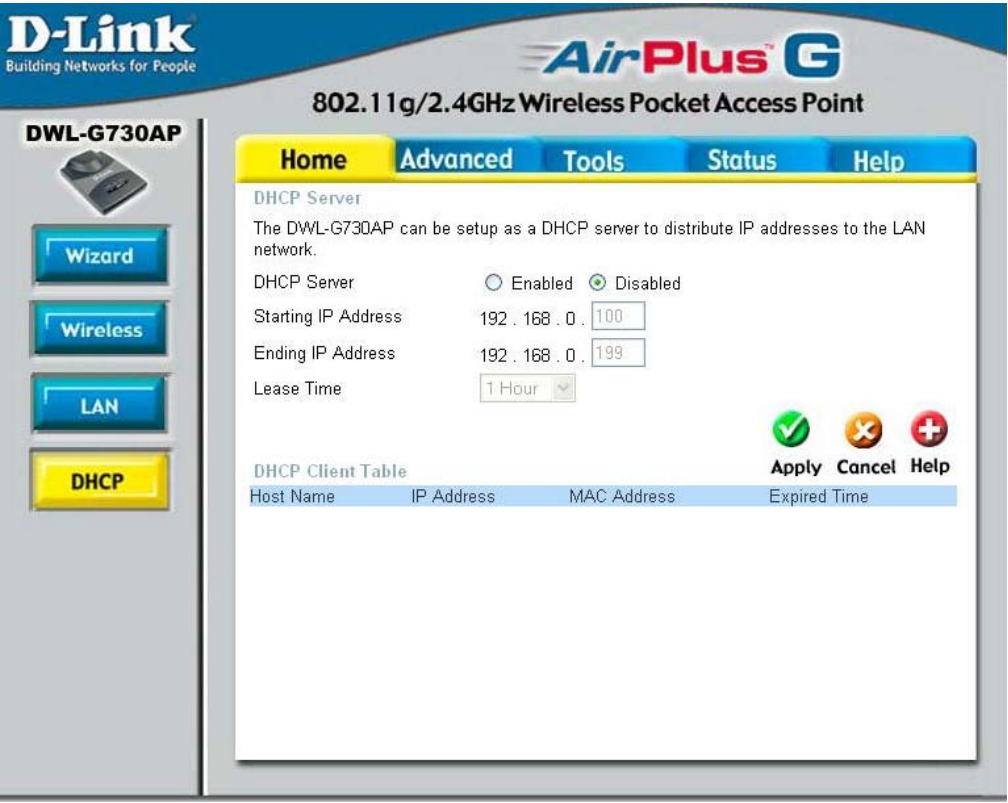 D-Link
Building Networks for People
AirPlus™ G
802.11g/2.4GHz Wireless Pocket Access Point
DWL-G730AP
Wizard
Wireless
LAN
DHCP
Home Advanced Tools Status Help
DHCP Server
The DWL-G730AP can be setup as a DHCP server to distribute IP addresses to the LAN
network.
DHCP Server Enabled Disabled
Starting IP Address 192 . 168 . 0 . 100
Ending IP Address 192 . 168 . 0 . 199
Lease Time 1 Hour
Apply Cancel Help
DHCP Client Table
Host Name IP Address MAC Address Expired Time